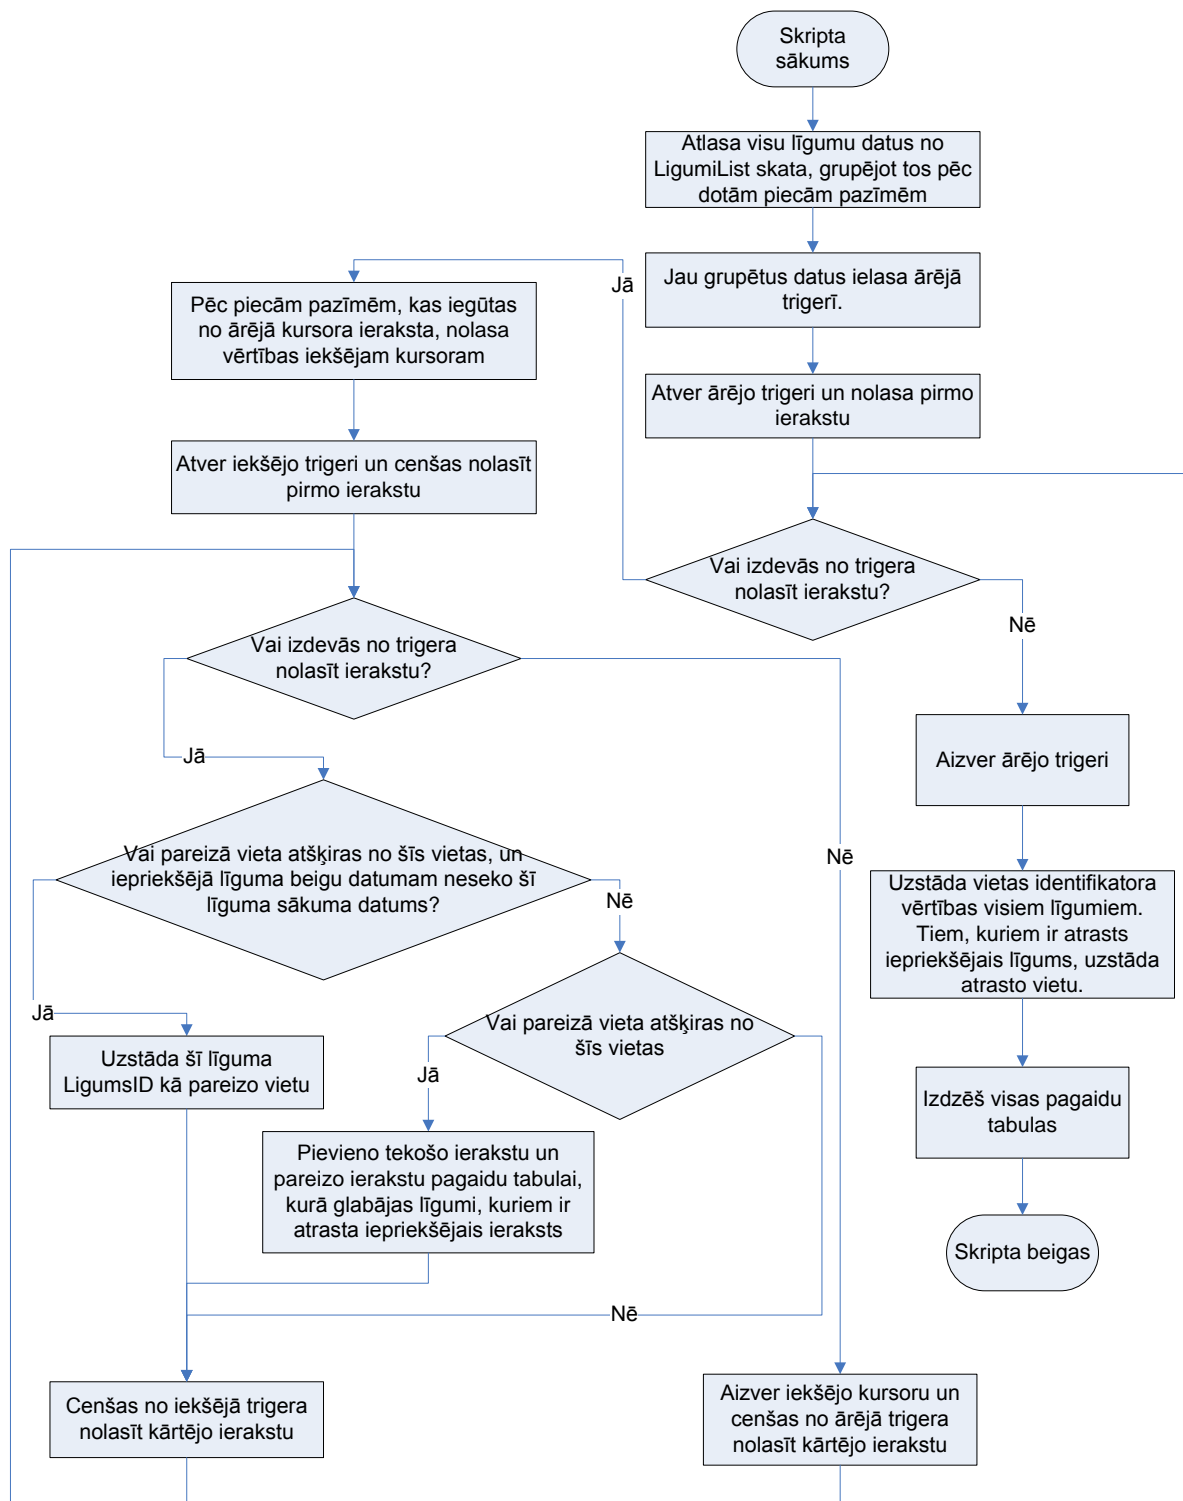 Skripta
sākums
Atlasa visu līgumu datus no
LigumiList skata, grupējot tos pēc
dotām piecām pazīmēm
Jau grupētus datus ielasa ārējā
trigerī.
Jā
Pēc piecām pazīmēm, kas iegūtas
no ārējā kursora ieraksta, nolasa
vērtības iekšējam kursoram
Atver ārējo trigeri un nolasa pirmo
ierakstu
Atver iekšējo trigeri un cenšas nolasīt
pirmo ierakstu
Vai izdevās no trigera
nolasīt ierakstu?
Nē
Vai izdevās no trigera
nolasīt ierakstu?
Jā
Aizver ārējo trigeri
Vai pareizā vieta atšķiras no šīs vietas, un
iepriekšējā līguma beigu datumam neseko šī
līguma sākuma datums?
Nē
Nē
Uzstāda vietas identifikatora
vērtības visiem līgumiem.
Tiem, kuriem ir atrasts
iepriekšējais līgums, uzstāda
atrasto vietu.
Jā
Vai pareizā vieta atšķiras no
šīs vietas
Uzstāda šī līguma
LigumsID kā pareizo vietu
Jā
Izdzēš visas pagaidu
tabulas
Pievieno tekošo ierakstu un
pareizo ierakstu pagaidu tabulai,
kurā glabājas līgumi, kuriem ir
atrasta iepriekšējais ieraksts
Skripta beigas
Nē
Cenšas no iekšējā trigera
nolasīt kārtējo ierakstu
Aizver iekšējo kursoru un
cenšas no ārējā trigera
nolasīt kārtējo ierakstu